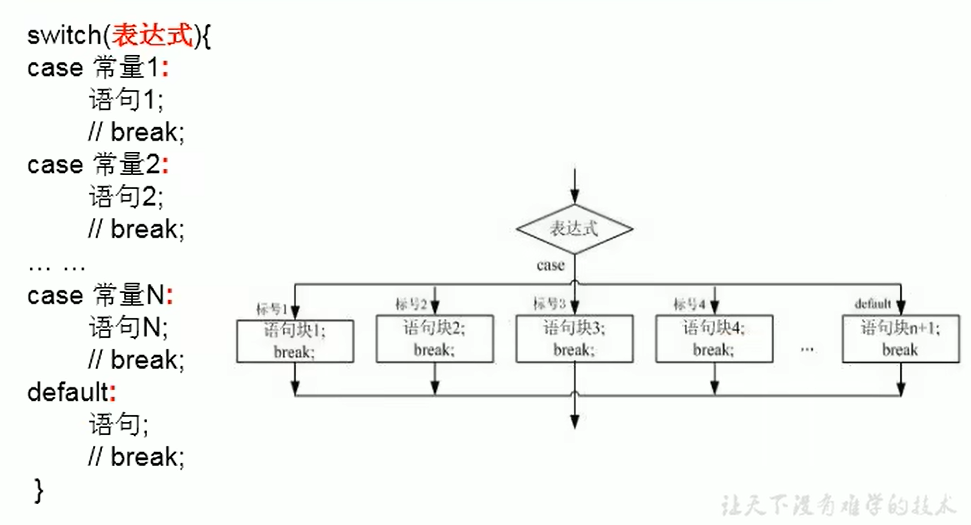 switch(表达式){
case 常量1:
语句1;
// break;
case 常量2:
语句2;
// break;
… …
case 常量N:
语句N;
// break;
default:
语句;
// break;
}
表达式
case
标号1
标号2
标号3
标号4
default
语句块1;
break;
语句块2;
break;
语句块3;
break;
语句块4;
break;
...
语句块n+1;
break
让天下没有难学的技术